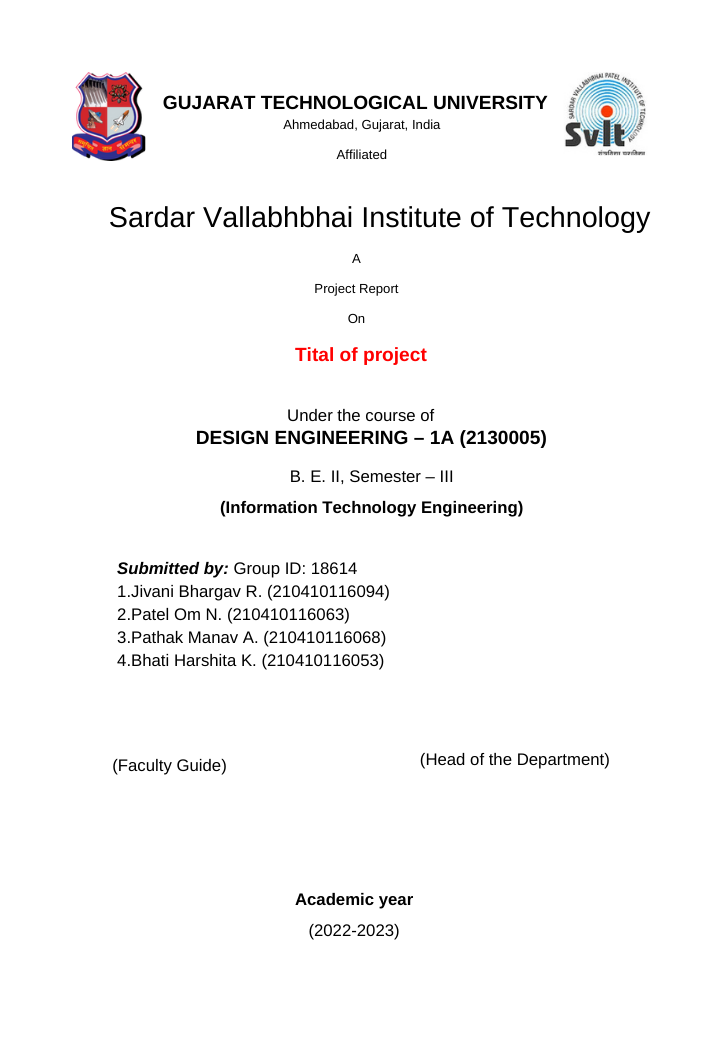 GUJARAT TECHNOLOGICAL UNIVERSITY
Ahmedabad, Gujarat, India
Affiliated
SARDAR VALLABHBHAI PATEL INSTITUTE OF TECHNOLOGY
SVIT
Sardar Vallabhbhai Institute of Technology
A
Project Report
On
Tital of project
Under the course of
DESIGN ENGINEERING – 1A (2130005)
B. E. II, Semester – III
(Information Technology Engineering)
Submitted by: Group ID: 18614
1.Jivani Bhargav R. (210410116094)
2.Patel Om N. (210410116063)
3.Pathak Manav A. (210410116068)
4.Bhati Harshita K. (210410116053)
(Faculty Guide)
(Head of the Department)
Academic year
(2022-2023)